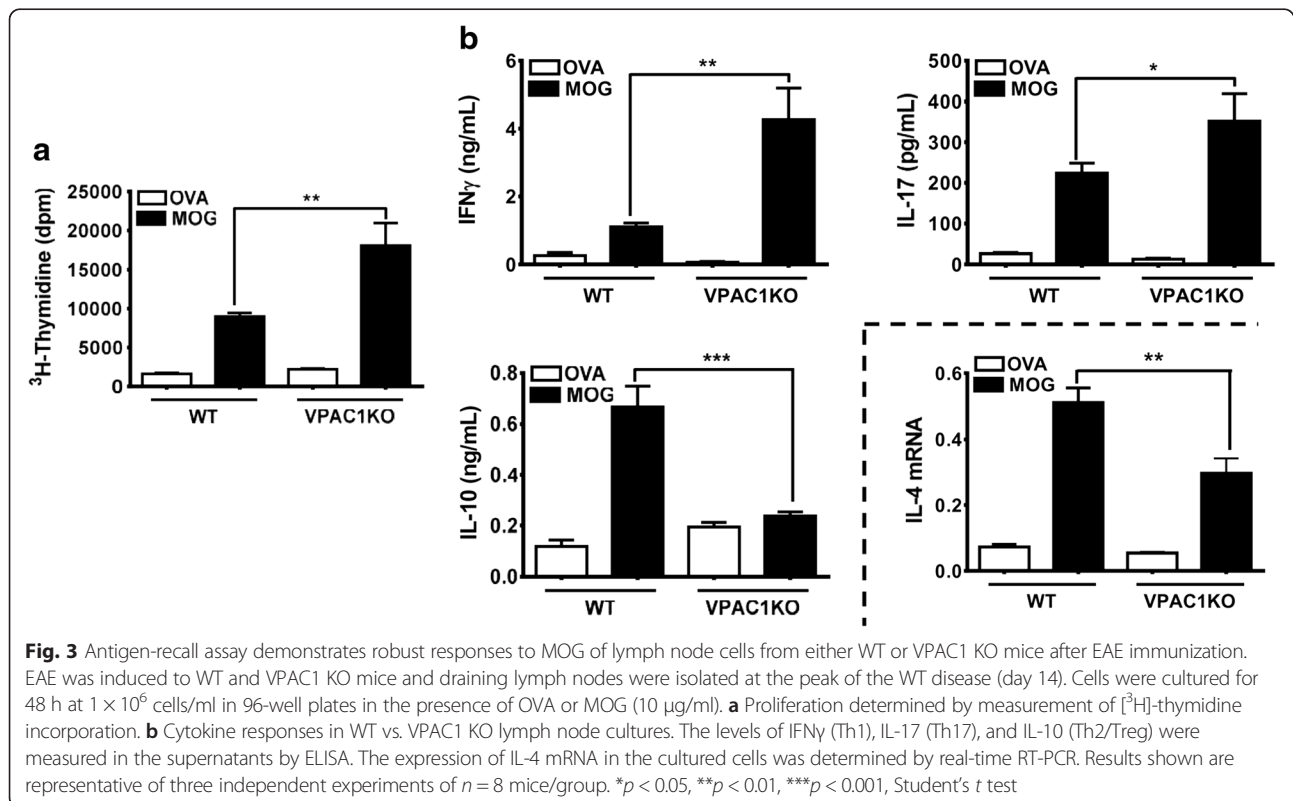 a
25000
20000
15000
10000
5000
0
³H-Thymidine (dpm)
OVA
MOG
**
WT
VPAC1KO
b
6
4
2
0
IFNγ (ng/mL)
OVA
MOG
**
WT
VPAC1KO
500
400
300
200
100
0
IL-17 (pg/mL)
OVA
MOG
*
WT
VPAC1KO
0.8
0.6
0.4
0.2
0.0
IL-10 (ng/mL)
OVA
MOG
***
WT
VPAC1KO
0.6
0.4
0.2
0.0
IL-4 mRNA
OVA
MOG
**
WT
VPAC1KO
Fig. 3 Antigen-recall assay demonstrates robust responses to MOG of lymph node cells from either WT or VPAC1 KO mice after EAE immunization.
EAE was induced to WT and VPAC1 KO mice and draining lymph nodes were isolated at the peak of the WT disease (day 14). Cells were cultured for
48 h at 1 × 10⁶ cells/ml in 96-well plates in the presence of OVA or MOG (10 μg/ml). a Proliferation determined by measurement of [³H]-thymidine
incorporation. b Cytokine responses in WT vs. VPAC1 KO lymph node cultures. The levels of IFNγ (Th1), IL-17 (Th17), and IL-10 (Th2/Treg) were
measured in the supernatants by ELISA. The expression of IL-4 mRNA in the cultured cells was determined by real-time RT-PCR. Results shown are
representative of three independent experiments of n = 8 mice/group. *p < 0.05, **p < 0.01, ***p < 0.001, Student's t test